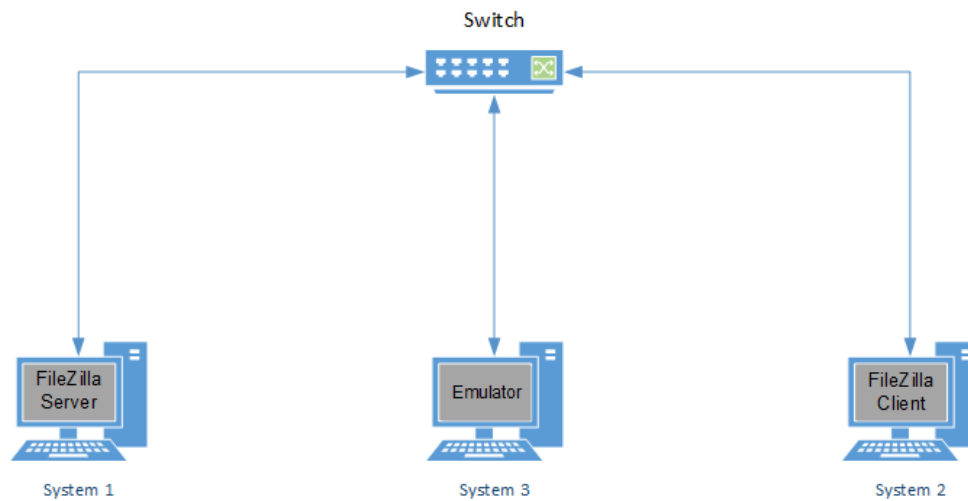 Switch
FileZilla
Server
Emulator
FileZilla
Client
System 1
System 3
System 2